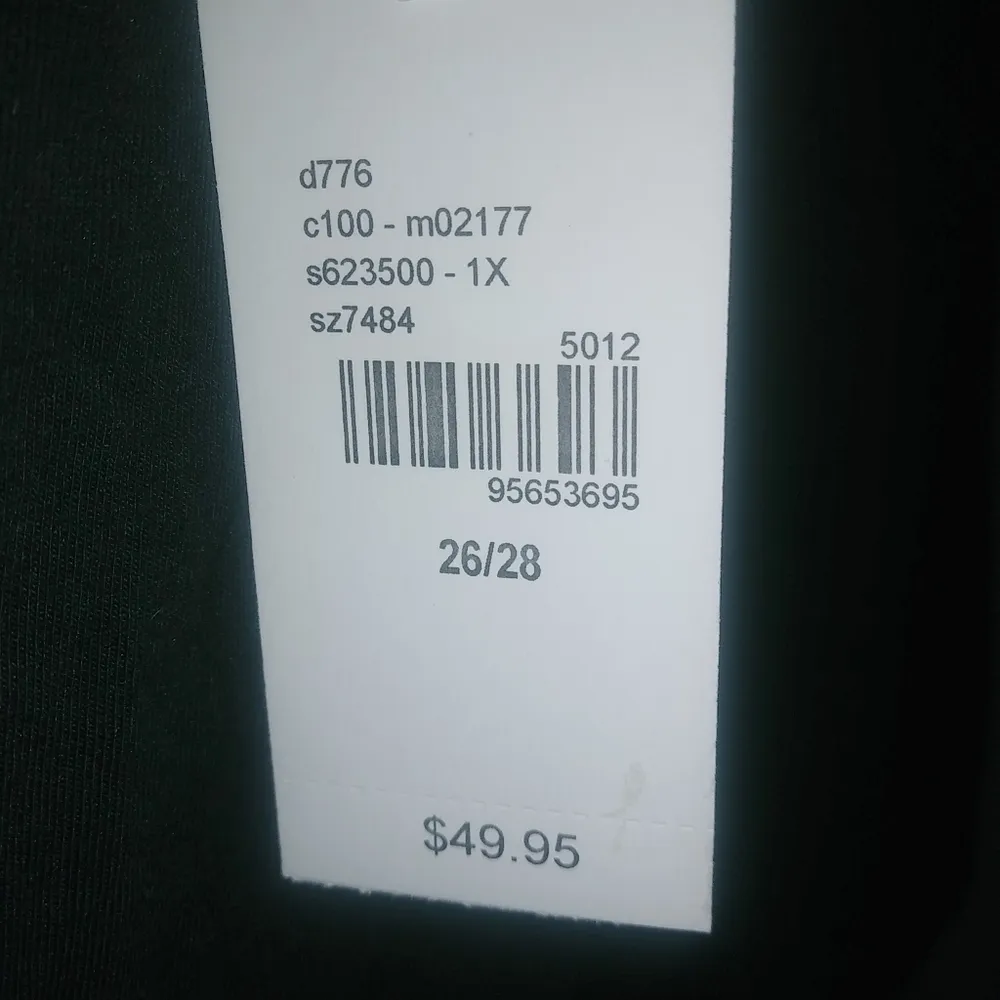 d776
c100 - m02177
s623500 - 1X
sz7484
5012
95653695
26/28
$49.95